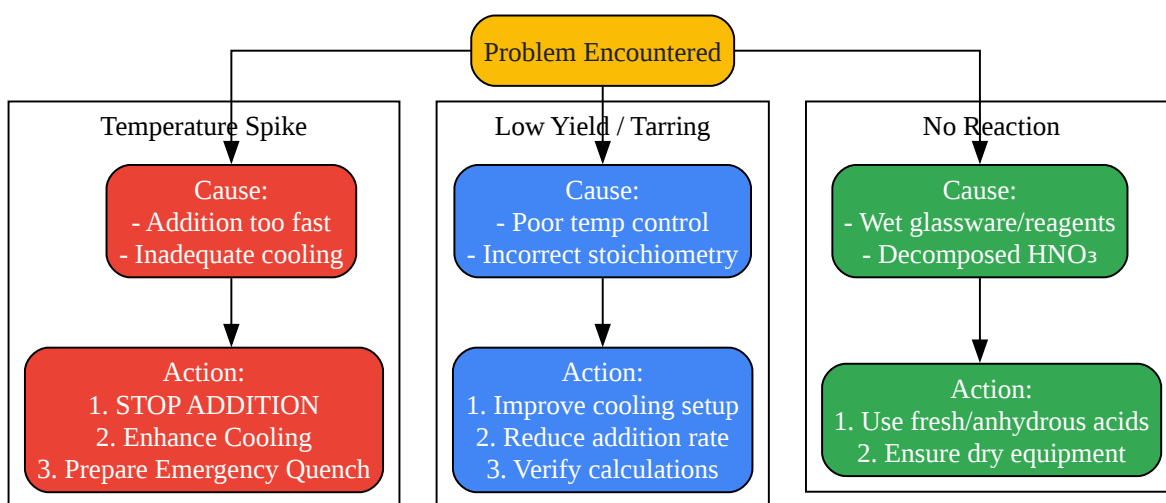 Problem Encountered
Temperature Spike
Cause:
- Addition too fast
- Inadequate cooling
Action:
1. STOP ADDITION
2. Enhance Cooling
3. Prepare Emergency Quench
Low Yield / Tarring
Cause:
- Poor temp control
- Incorrect stoichiometry
Action:
1. Improve cooling setup
2. Reduce addition rate
3. Verify calculations
No Reaction
Cause:
- Wet glassware/reagents
- Decomposed HNO₃
Action:
1. Use fresh/anhydrous acids
2. Ensure dry equipment